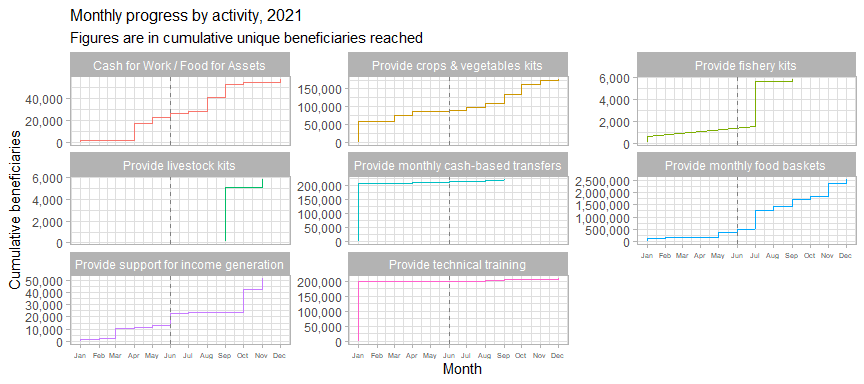 Monthly progress by activity, 2021
Figures are in cumulative unique beneficiaries reached
Cash for Work / Food for Assets
Provide crops & vegetables kits
Provide fishery kits
40,000
20,000
0
150,000
100,000
50,000
0
6,000
4,000
2,000
0
Provide livestock kits
Provide monthly cash-based transfers
Provide monthly food baskets
6,000
4,000
2,000
0
200,000
150,000
100,000
50,000
0
2,500,000
2,000,000
1,500,000
1,000,000
500,000
0
Jan Feb Mar Apr May Jun Jul Aug Sep Oct Nov Dec
Provide support for income generation
Provide technical training
50,000
40,000
30,000
20,000
10,000
0
200,000
150,000
100,000
50,000
0
Jan Feb Mar Apr May Jun Jul Aug Sep Oct Nov Dec
Jan Feb Mar Apr May Jun Jul Aug Sep Oct Nov Dec
Cumulative beneficiaries
Month